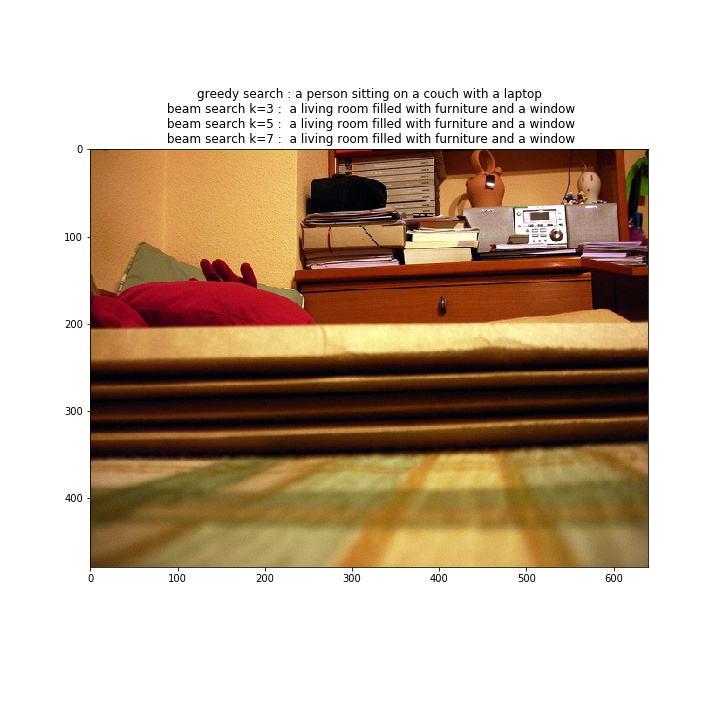 greedy search : a person sitting on a couch with a laptop
beam search k=3 :  a living room filled with furniture and a window
beam search k=5 :  a living room filled with furniture and a window
beam search k=7 :  a living room filled with furniture and a window
0
100
200
300
400
0 100 200 300 400 500 600